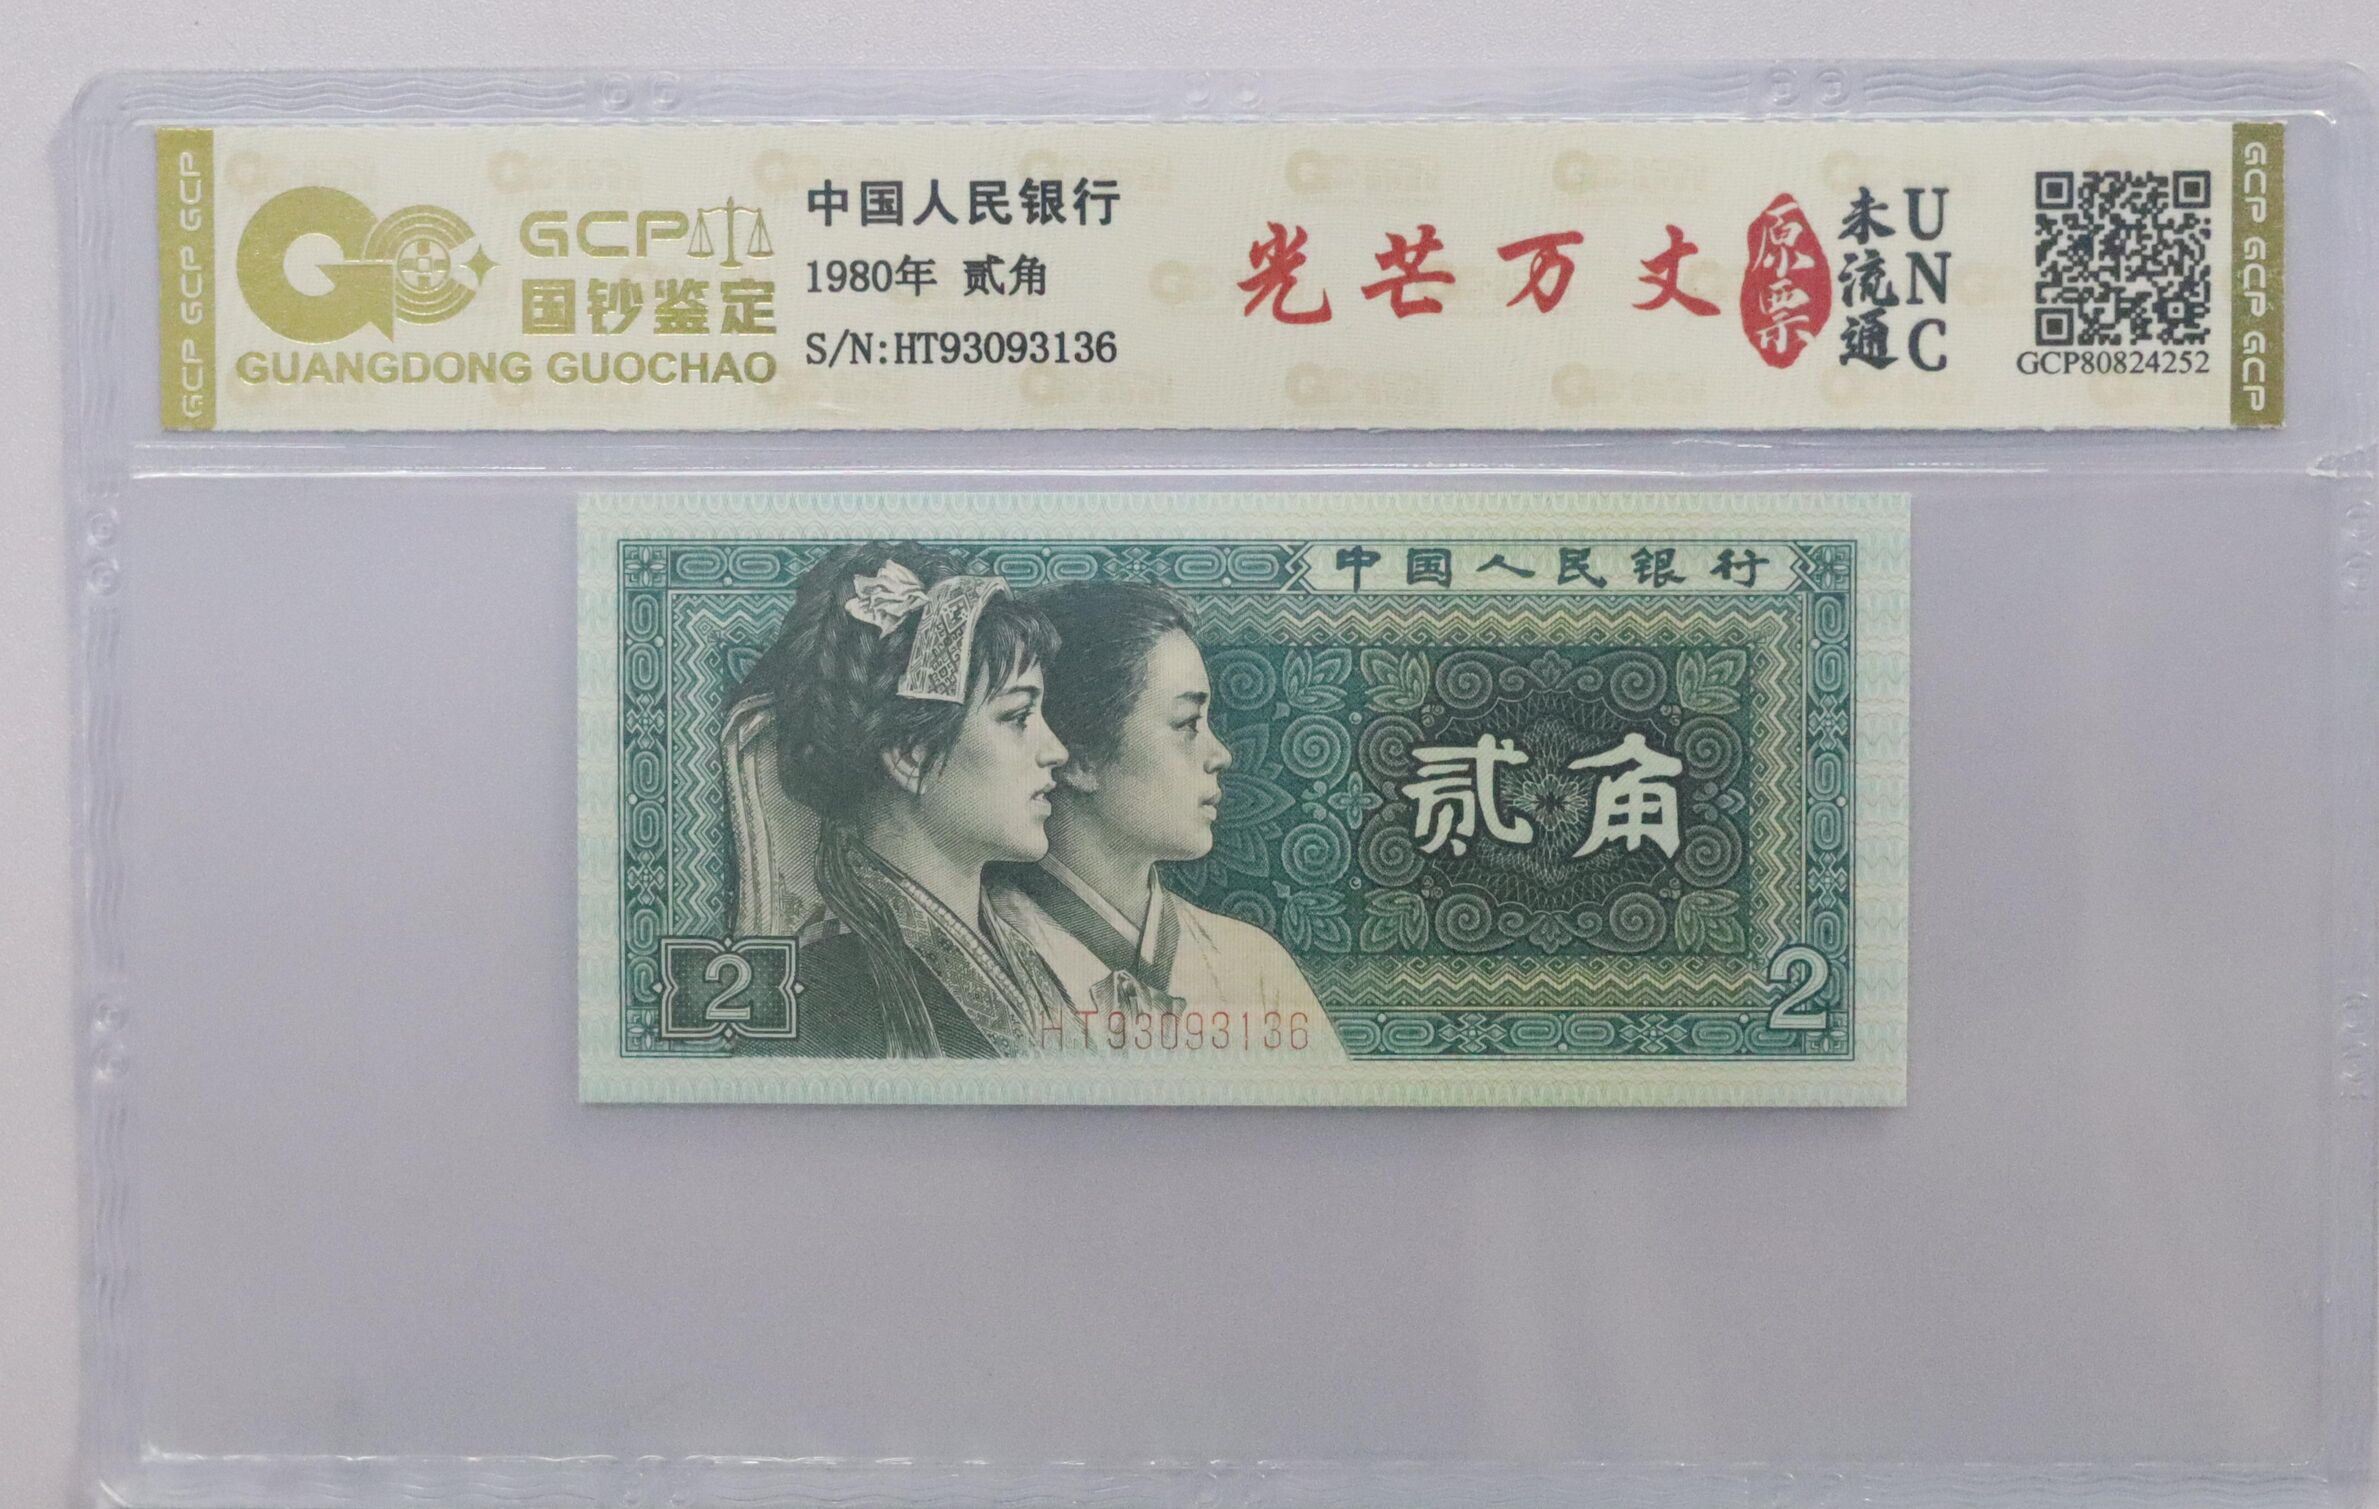 GCP GCP GCP
GCP
国钞鉴定
GUANGDONG GUOCHAO
中国人民银行
1980年 贰角
S/N:HT93093136
光芒万丈
原票
未流通
UNC
GCP80824252
GCP GCP GCP
中国人民银行
贰角
2
2
HT93093136